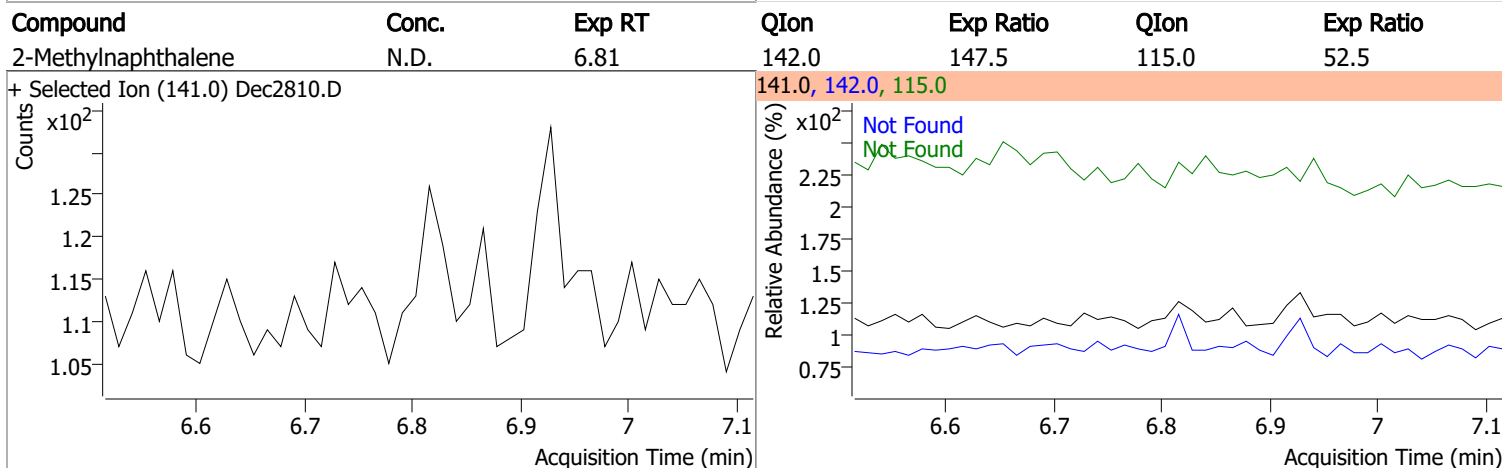 Compound Conc. Exp RT QIon Exp Ratio QIon Exp Ratio
2-Methylnaphthalene N.D. 6.81 142.0 147.5 115.0 52.5
+ Selected Ion (141.0) Dec2810.D
Counts
x10²
1.25
1.2
1.15
1.1
1.05
6.6 6.7 6.8 6.9 7 7.1
Acquisition Time (min)
141.0, 142.0, 115.0
Relative Abundance (%)
x10²
Not Found
Not Found
2.25
2
1.75
1.5
1.25
1
0.75
6.6 6.7 6.8 6.9 7 7.1
Acquisition Time (min)